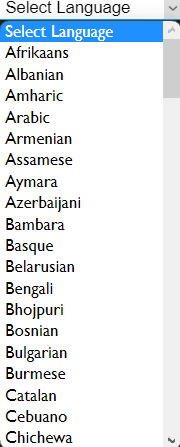 Select Language
Select Language
Afrikaans
Albanian
Amharic
Arabic
Armenian
Assamese
Aymara
Azerbaijani
Bambara
Basque
Belarusian
Bengali
Bhojpuri
Bosnian
Bulgarian
Burmese
Catalan
Cebuano
Chichewa